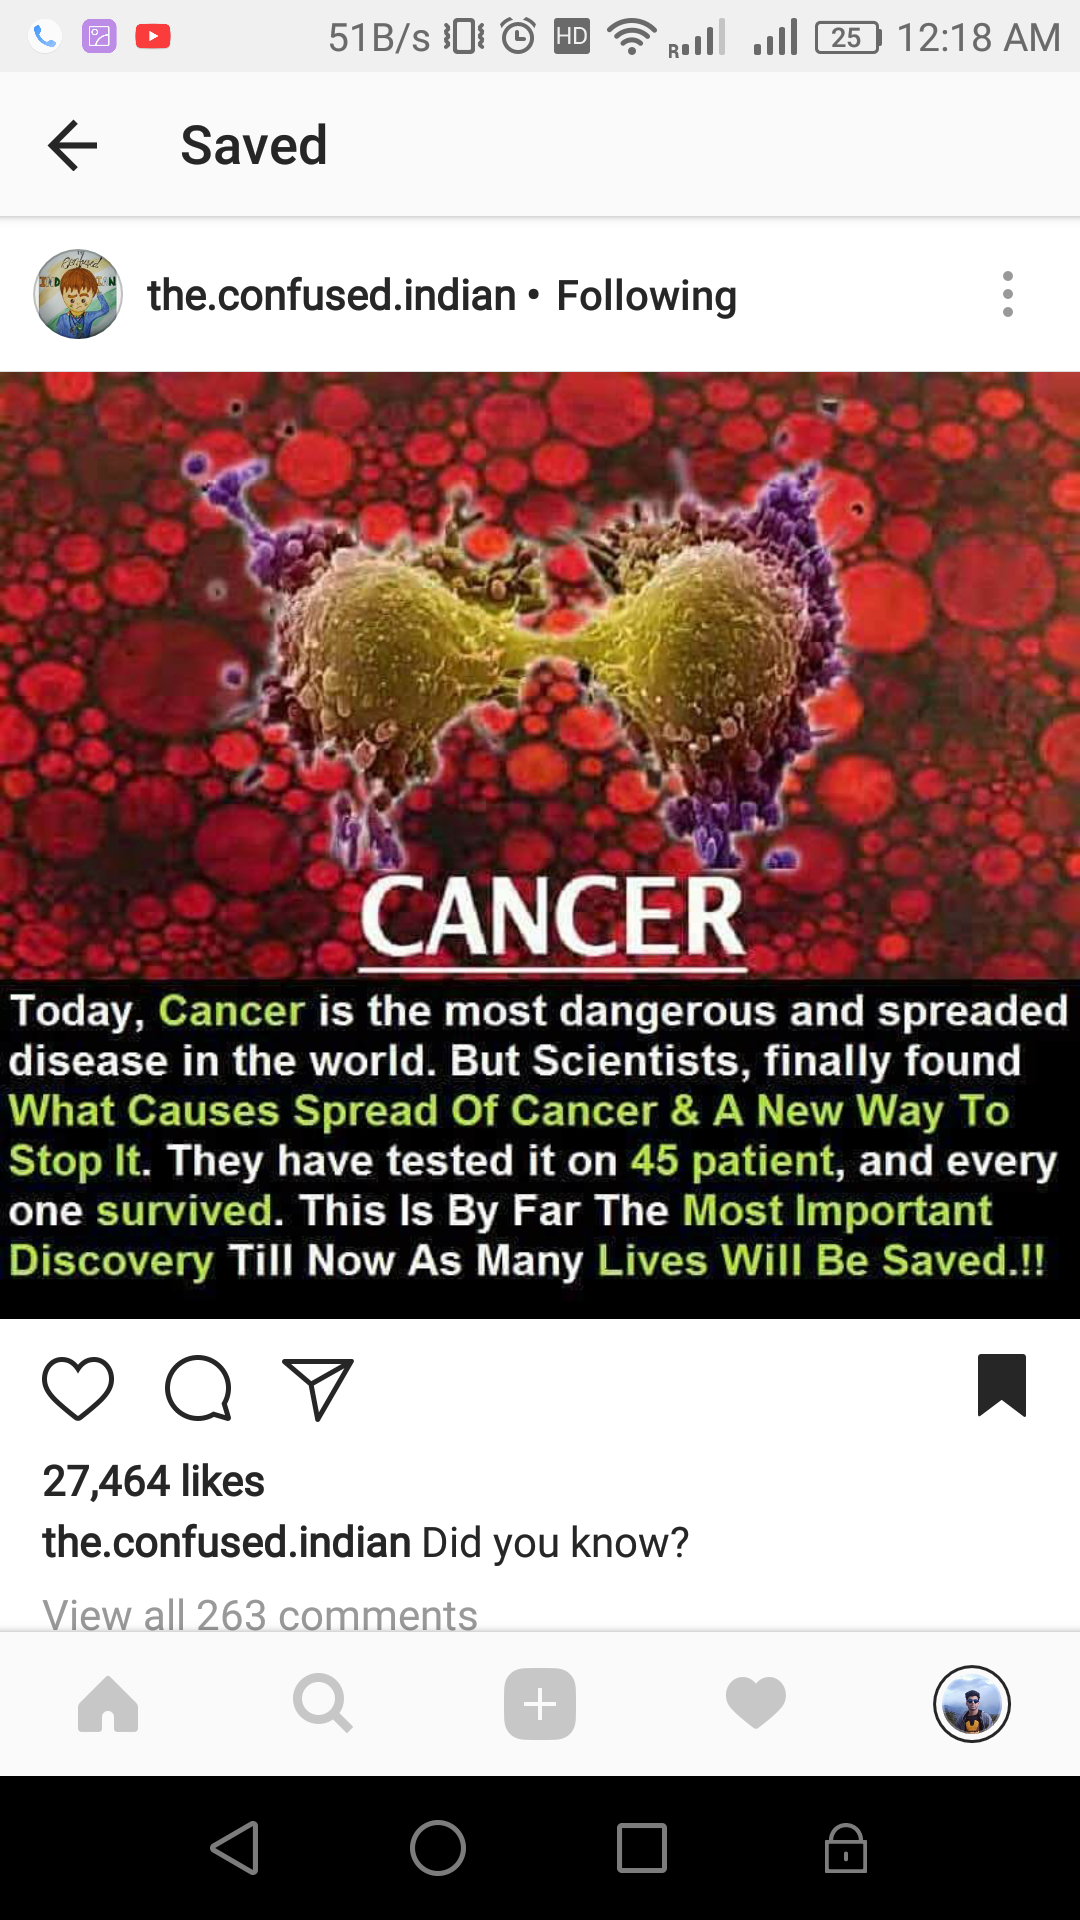 51B/s HD R 25 12:18 AM
Saved
the.confused.indian • Following
CANCER
Today, Cancer is the most dangerous and spreaded
disease in the world. But Scientists, finally found
What Causes Spread Of Cancer & A New Way To
Stop It. They have tested it on 45 patient, and every
one survived. This Is By Far The Most Important
Discovery Till Now As Many Lives Will Be Saved.!!
27,464 likes
the.confused.indian Did you know?
View all 263 comments